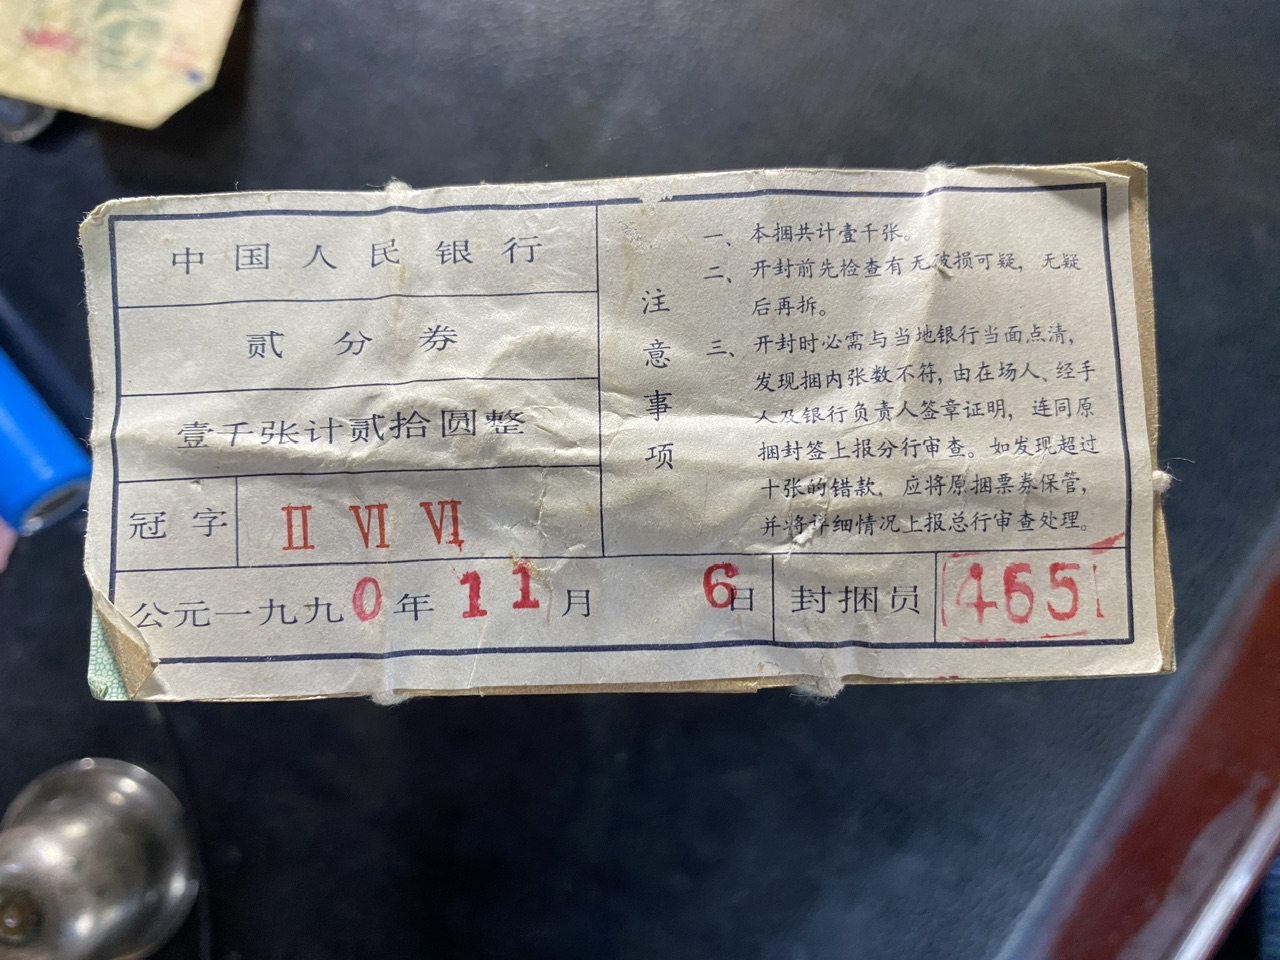 中国人民银行
贰分券
壹千张计贰拾圆整
冠字 Ⅱ Ⅵ Ⅵ
公元一九九0年 11月 6日 封捆员 465
注意事项
一、本捆共计壹千张。
二、开封前先检查有无破损可疑，无疑
后再拆。
三、开封时必需与当地银行当面点清，
发现捆内张数不符，由在场人、经手
人及银行负责人签章证明，连同原
捆封签上报分行审查。如发现超过
十张的错款，应将原捆票券保管，
并将详细情况上报总行审查处理。